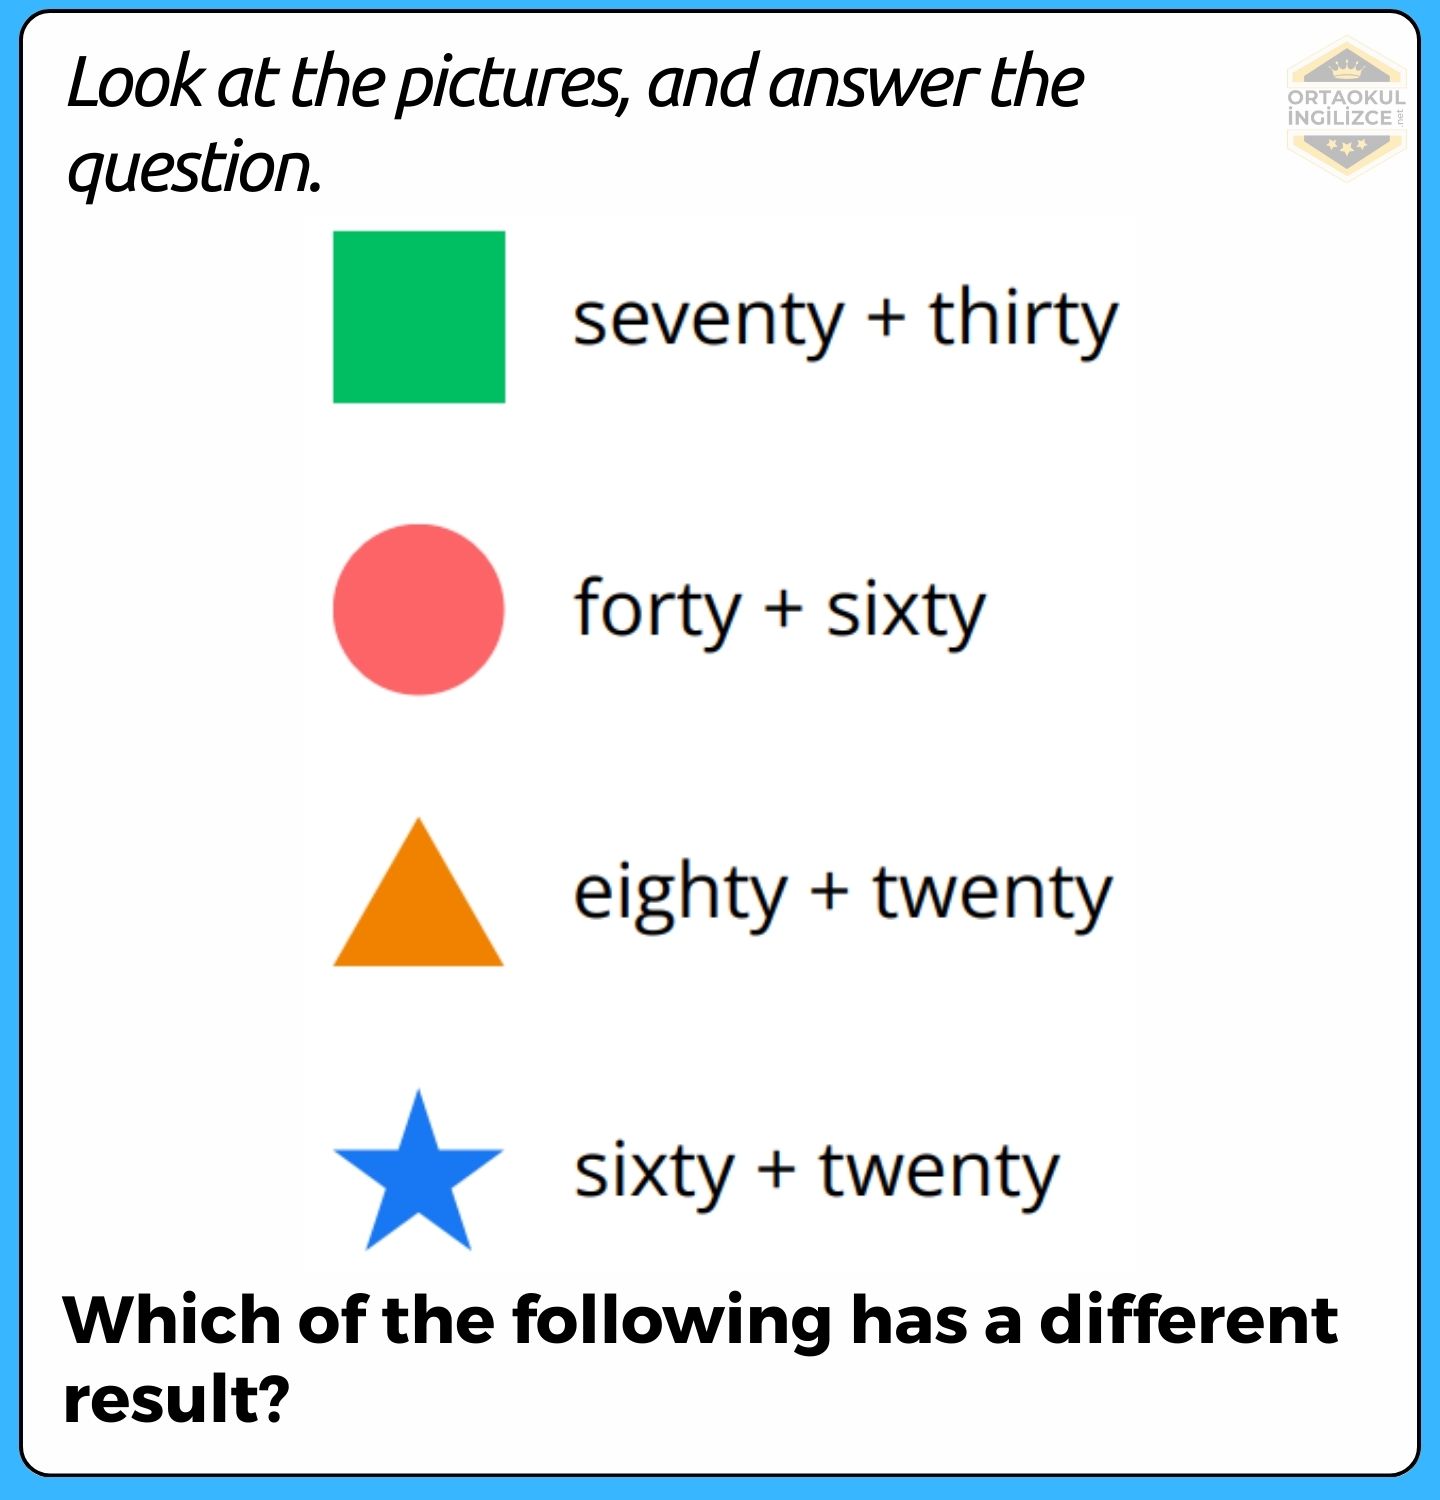 Look at the pictures, and answer the
question.
ORTAOKUL
İNGİLİZCE
.net
seventy + thirty
forty + sixty
eighty + twenty
sixty + twenty
Which of the following has a different
result?